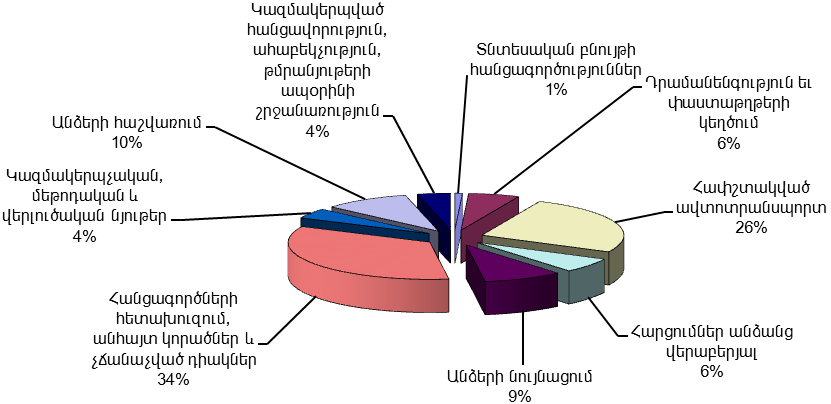 Կազմակերպված
հանցավորություն,
ահաբեկչություն,
թմրանյութերի
ապօրինի
շրջանառություն
4%
Տնտեսական բնույթի
հանցագործություններ
1%
Դրամանենգություն եւ
փաստաթղթերի
կեղծում
6%
Հափշտակված
ավտոտրանսպորտ
26%
Հարցումներ անձանց
վերաբերյալ
6%
Անձերի նույնացում
9%
Հանցագործների
հետախուզում,
անհայտ կորածներ և
չճանաչված դիակներ
34%
Կազմակերպչական,
մեթոդական և
վերլուծական նյութեր
4%
Անձերի հաշվառում
10%